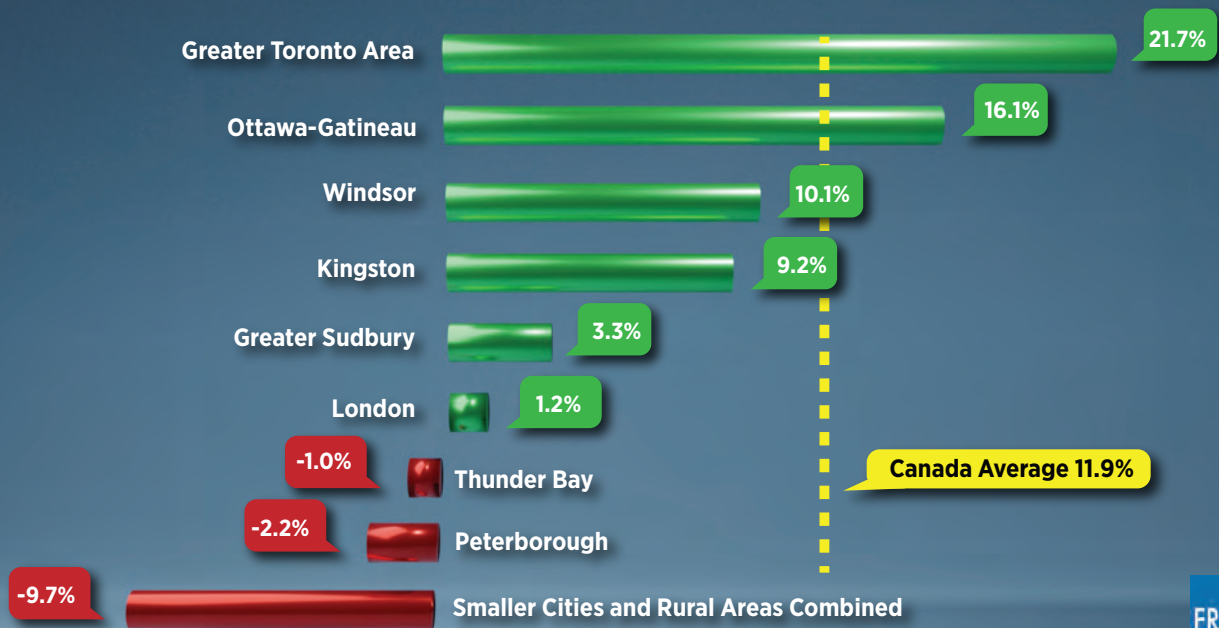 Greater Toronto Area 21.7%
Ottawa-Gatineau 16.1%
Windsor 10.1%
Kingston 9.2%
Greater Sudbury 3.3%
London 1.2%
-1.0% Thunder Bay
Canada Average 11.9%
-2.2% Peterborough
-9.7% Smaller Cities and Rural Areas Combined
FR